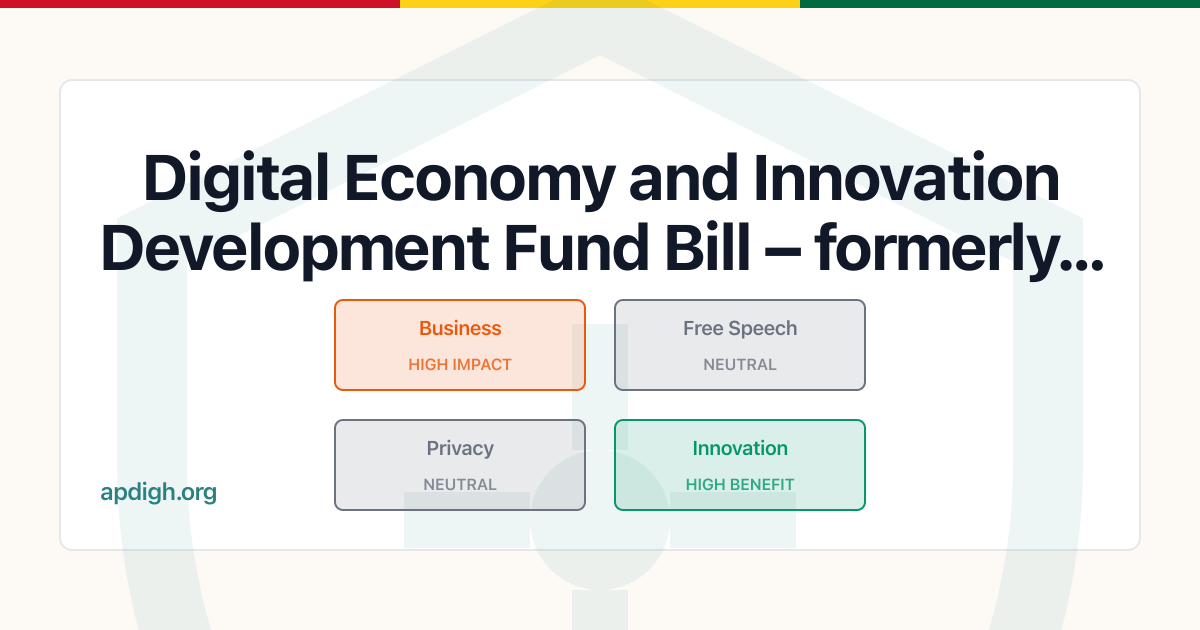 Digital Economy and Innovation
Development Fund Bill – formerly...
Business
HIGH IMPACT
Free Speech
NEUTRAL
Privacy
NEUTRAL
Innovation
HIGH BENEFIT
apdigh.org